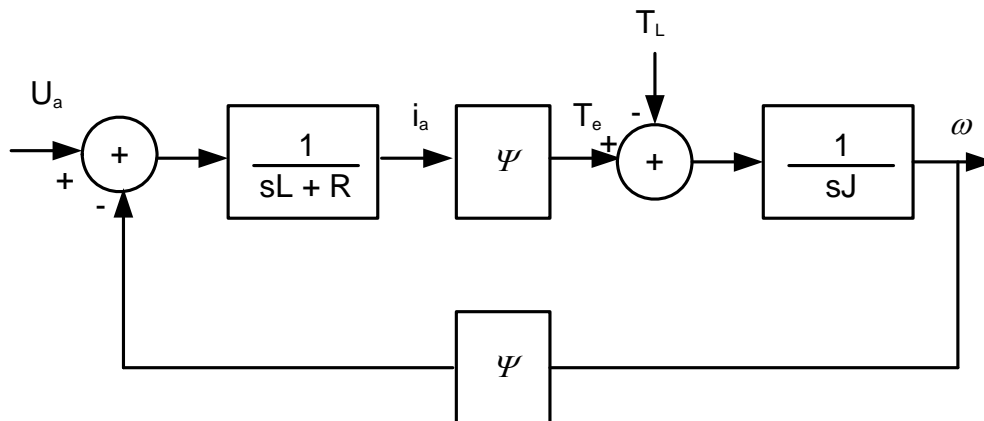 T_L
U_a
+
+
-
1
sL + R
i_a
Ψ
T_e
+
-
+
1
sJ
ω
Ψ